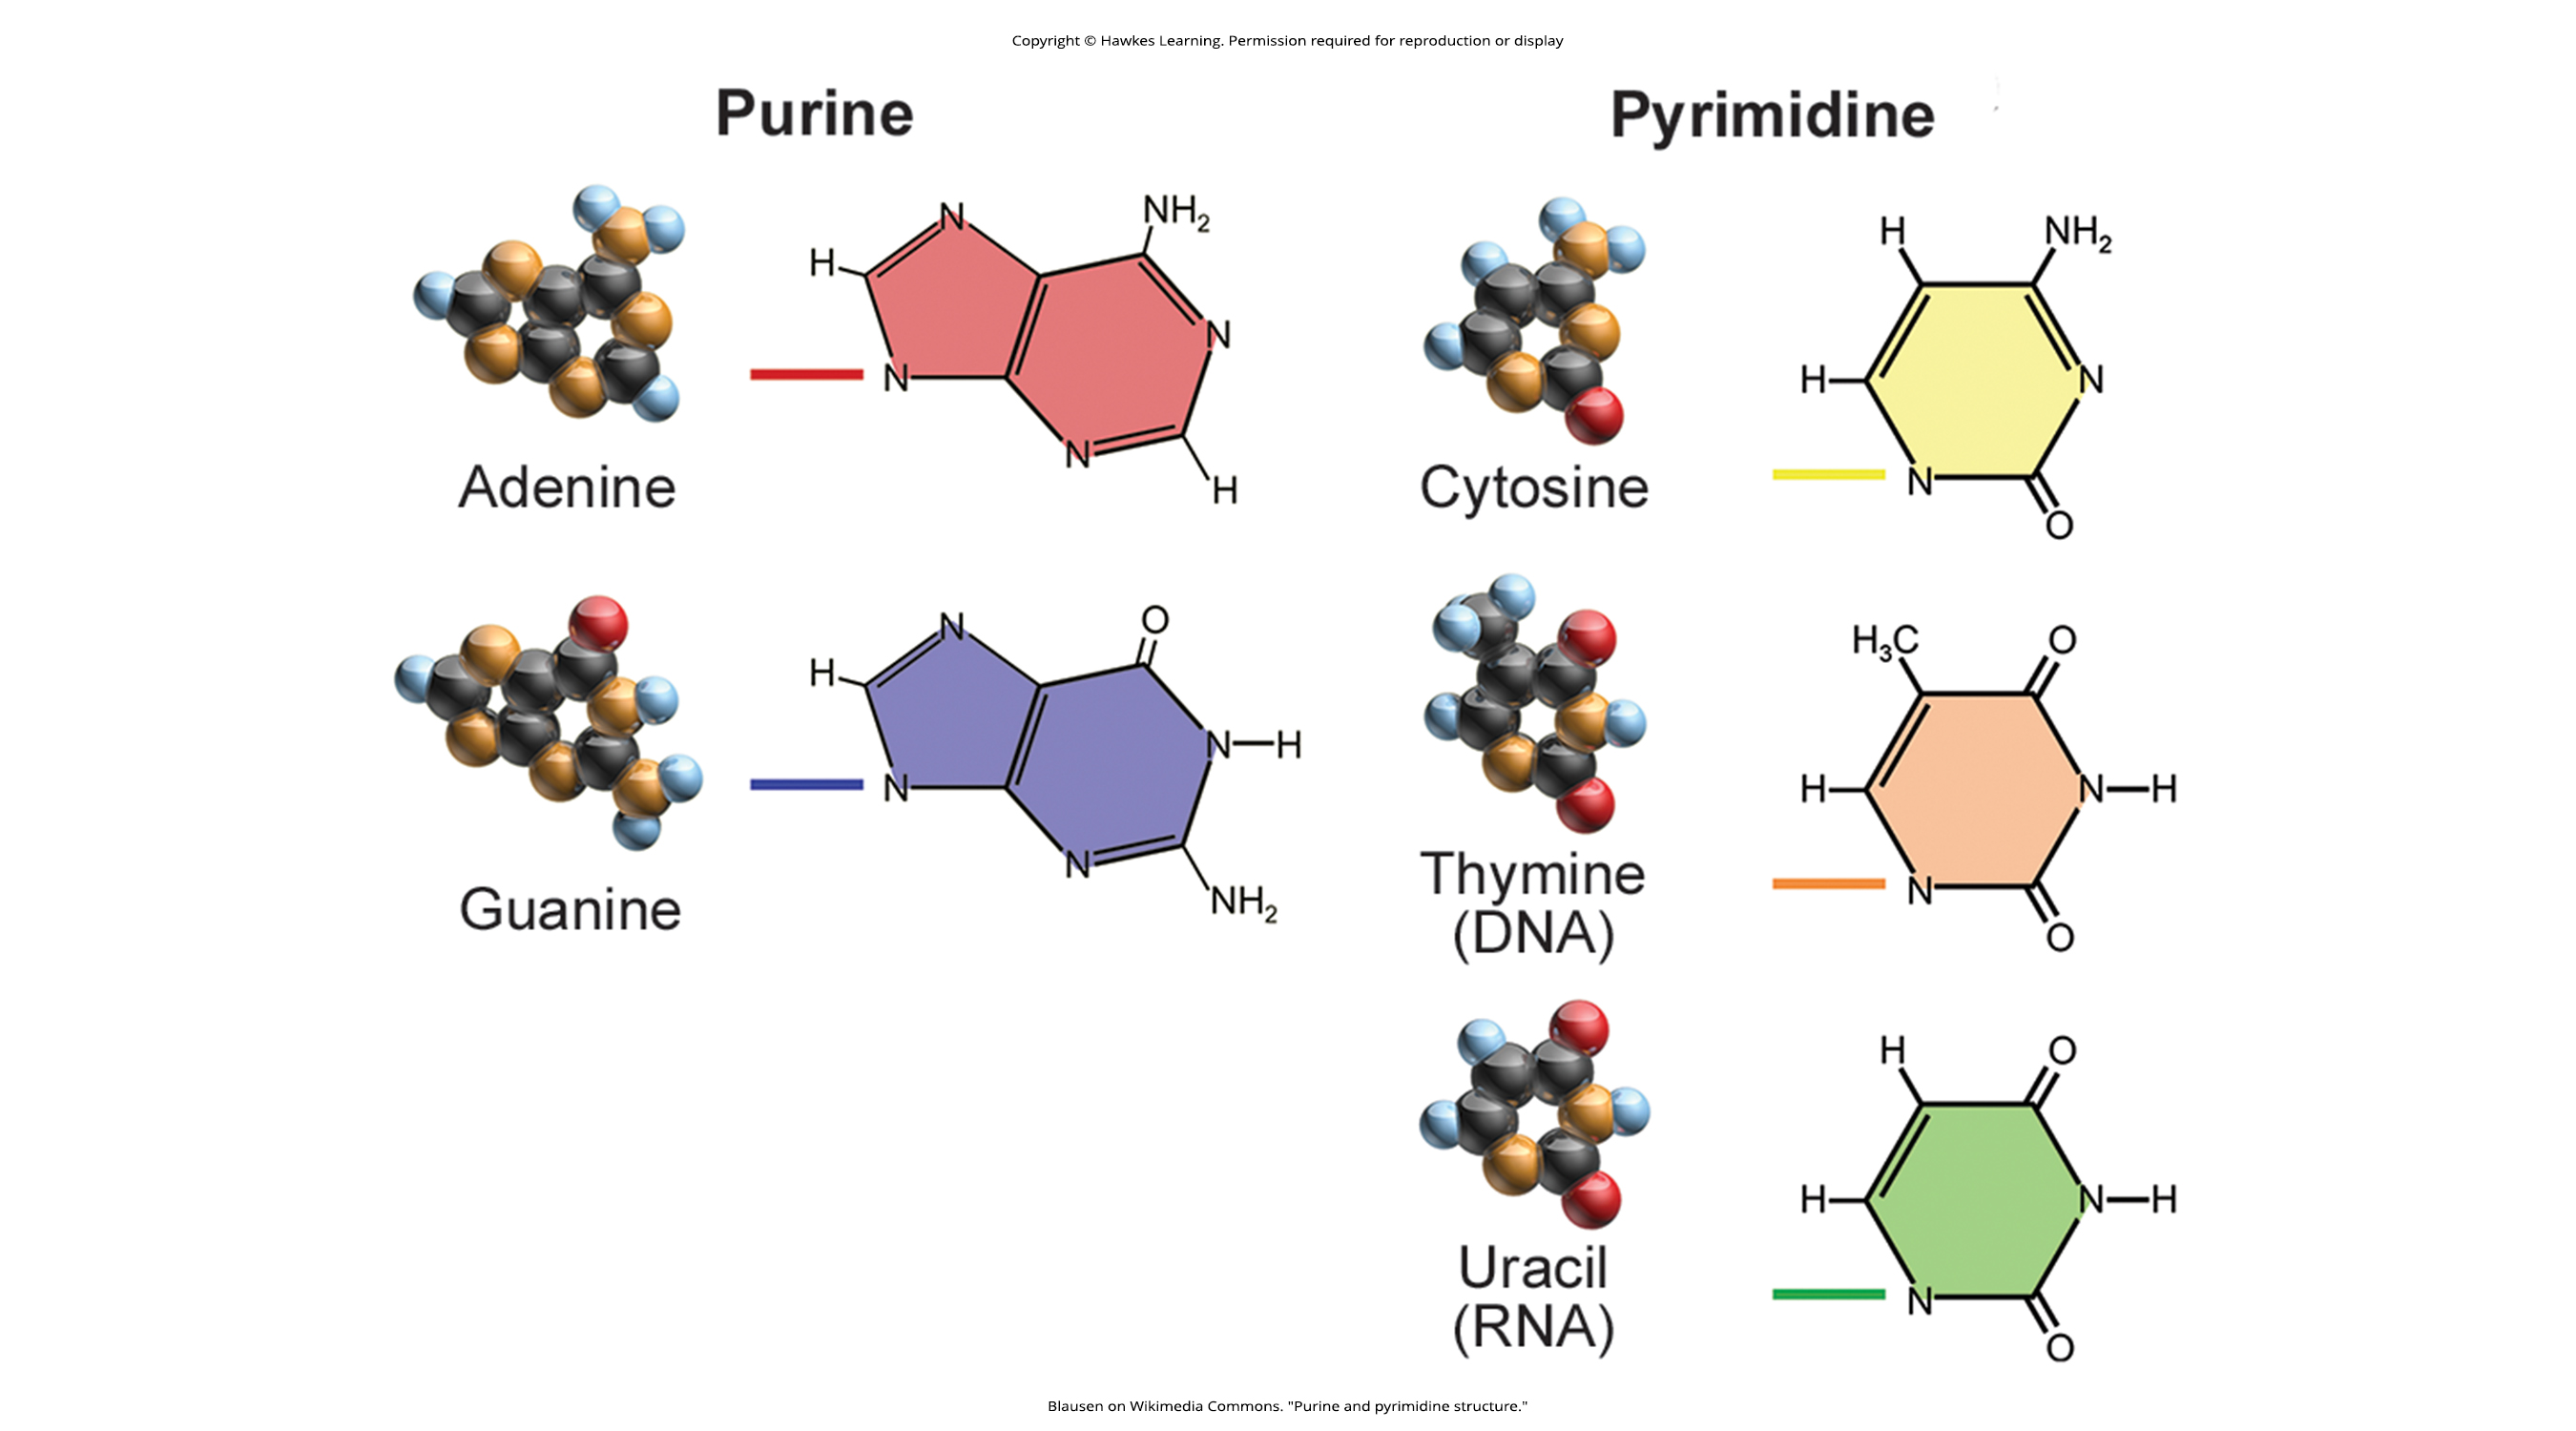 Copyright © Hawkes Learning. Permission required for reproduction or display
Purine
Pyrimidine
N
NH₂
H
N
N
N
H
Adenine
H
NH₂
H
N
N
O
Cytosine
N
O
H
N—H
N
N
NH₂
Guanine
H₃C
O
H
N—H
N
O
Thymine
(DNA)
H
O
H
N—H
N
O
Uracil
(RNA)
Blausen on Wikimedia Commons. "Purine and pyrimidine structure."